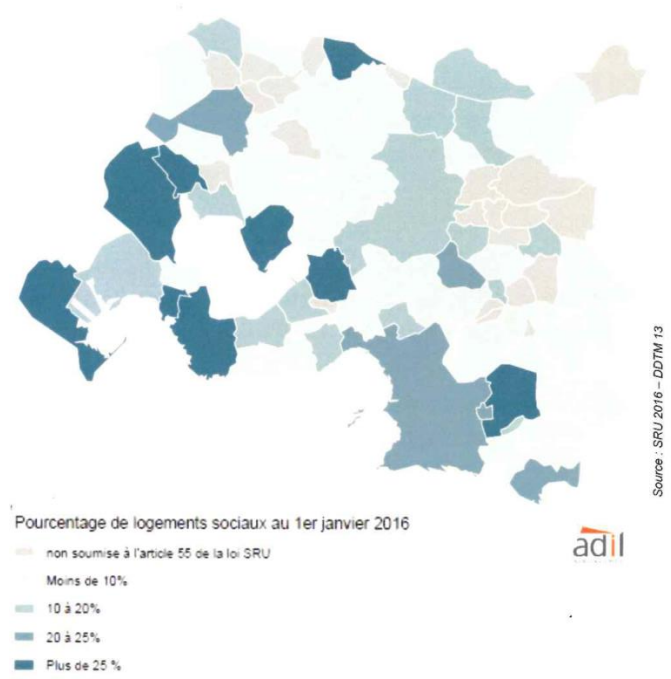 Source : SRU 2016 – DDTM 13
Pourcentage de logements sociaux au 1er janvier 2016
non soumise à l'article 55 de la loi SRU
Moins de 10%
10 à 20%
20 à 25%
Plus de 25 %
adil